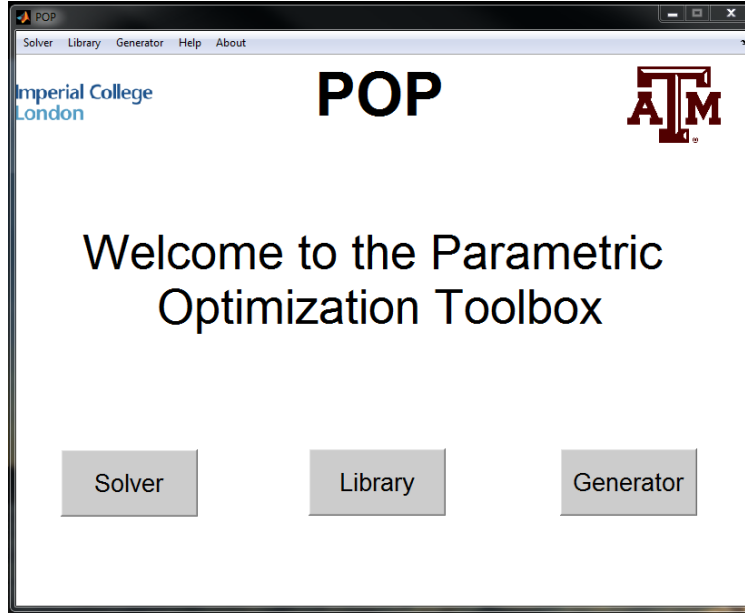 POP
Solver Library Generator Help About
Imperial College
London
POP
ATM
Welcome to the Parametric
Optimization Toolbox
Solver
Library
Generator